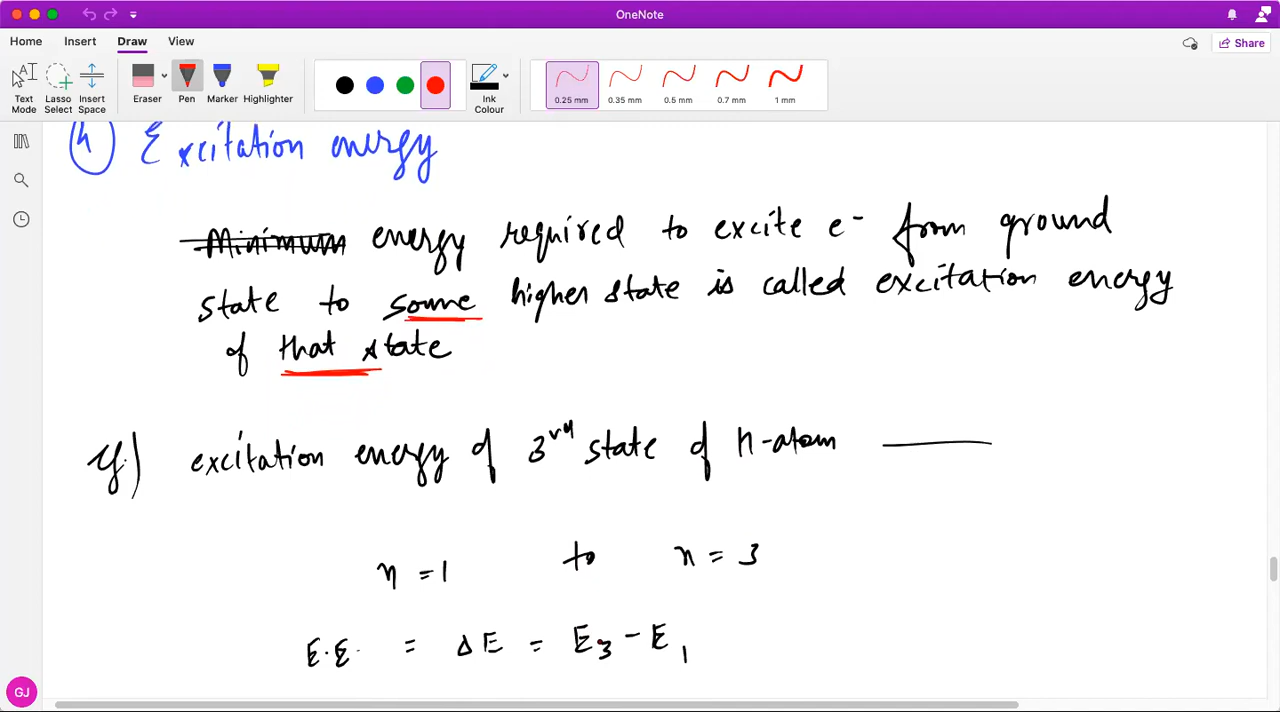 OneNote
Home Insert Draw View
Share
Text Mode
Lasso Select
Insert Space
Eraser
Pen
Marker
Highlighter
Ink Colour
0.25 mm
0.35 mm
0.5 mm
0.7 mm
1 mm
h Excitation energy
Minimum energy required to excite e⁻ from ground
state to some higher state is called excitation energy
of that state
eg.) excitation energy of 3rd state of H-atom ______
n = 1 to n = 3
E.E. = ΔE = E₃ - E₁
GJ